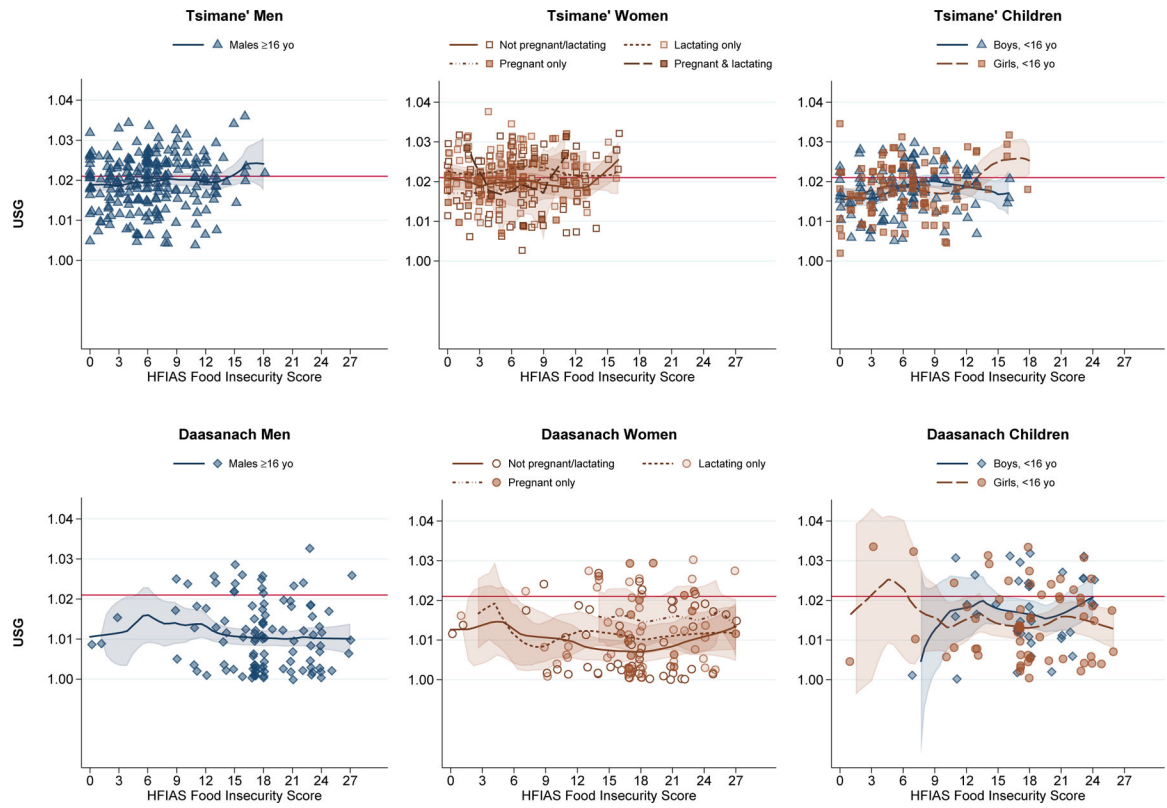 Tsimane' Men
Tsimane' Women
Tsimane' Children
Males ≥16 yo
Not pregnant/lactating
Lactating only
Pregnant only
Pregnant & lactating
Boys, <16 yo
Girls, <16 yo
USG
1.04
1.03
1.02
1.01
1.00
0 3 6 9 12 15 18 21 24 27
HFIAS Food Insecurity Score
1.04
1.03
1.02
1.01
1.00
0 3 6 9 12 15 18 21 24 27
HFIAS Food Insecurity Score
1.04
1.03
1.02
1.01
1.00
0 3 6 9 12 15 18 21 24 27
HFIAS Food Insecurity Score
Daasanach Men
Daasanach Women
Daasanach Children
Males ≥16 yo
Not pregnant/lactating
Lactating only
Pregnant only
Boys, <16 yo
Girls, <16 yo
USG
1.04
1.03
1.02
1.01
1.00
0 3 6 9 12 15 18 21 24 27
HFIAS Food Insecurity Score
1.04
1.03
1.02
1.01
1.00
0 3 6 9 12 15 18 21 24 27
HFIAS Food Insecurity Score
1.04
1.03
1.02
1.01
1.00
0 3 6 9 12 15 18 21 24 27
HFIAS Food Insecurity Score